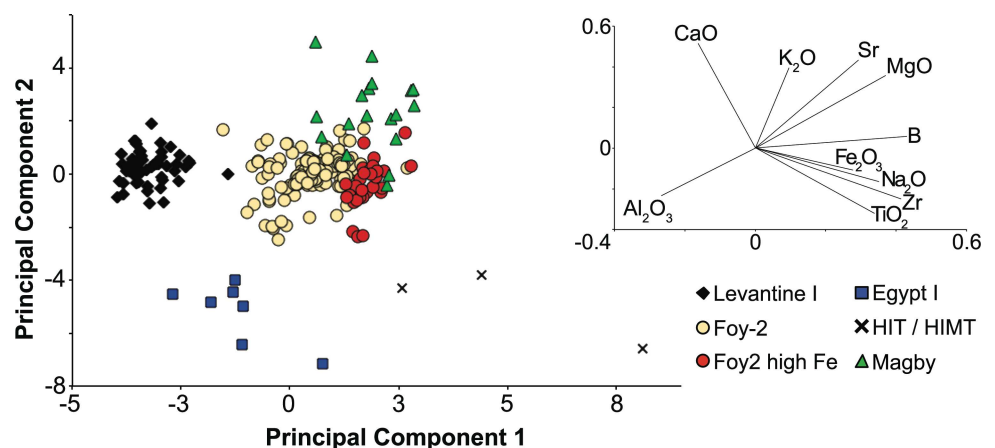 Principal Component 2
4
0
-4
-8
-5
-3
0
3
5
8
Principal Component 1
0.6
0
-0.4
0
0.6
CaO
K₂O
Sr
MgO
B
Fe₂O₃
Na₂O
Zr
TiO₂
Al₂O₃
Levantine I
Egypt I
Foy-2
HIT / HIMT
Foy2 high Fe
Magby